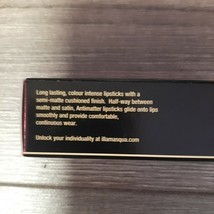 Long lasting, colour intense lipsticks with a
semi-matte cushioned finish. Half-way between
matte and satin, Antimatter lipsticks glide onto lips
smoothly and provide comfortable,
continuous wear.
Unlock your individuality at illamasqua.com